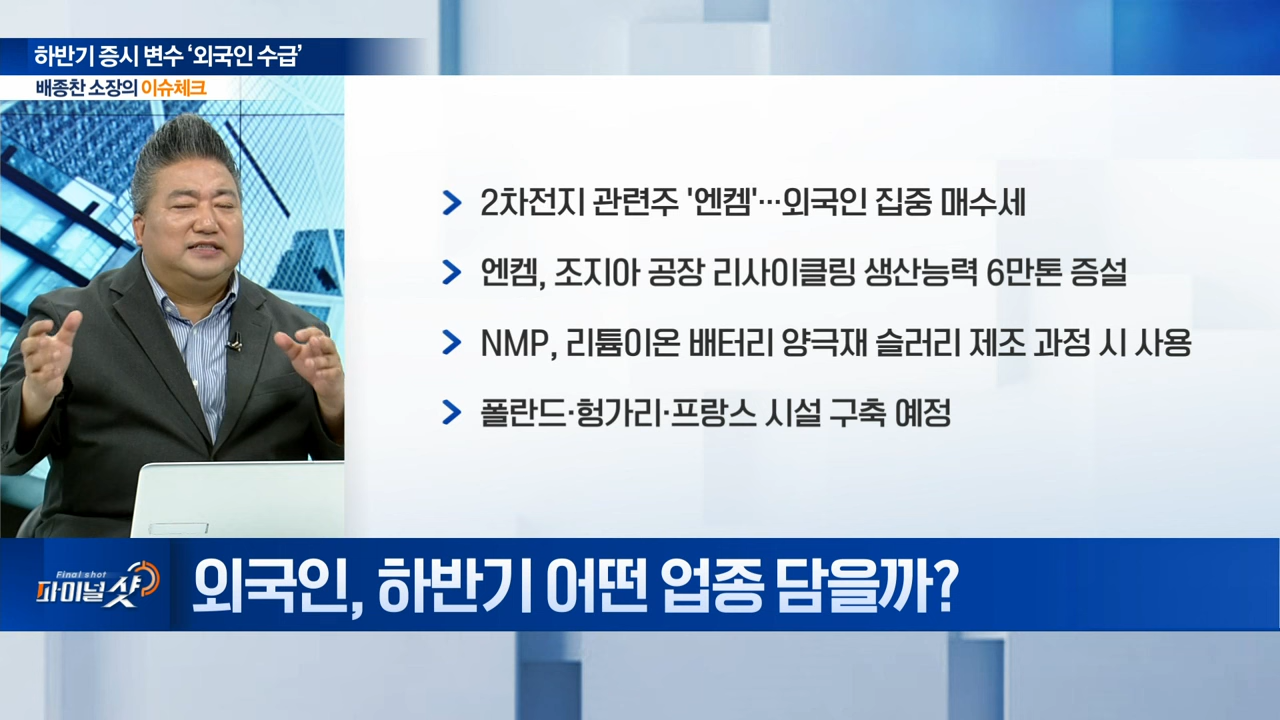 하반기 증시 변수 ‘외국인 수급’
배종찬 소장의 이슈체크
2차전지 관련주 '엔켐'…외국인 집중 매수세
엔켐, 조지아 공장 리사이클링 생산능력 6만톤 증설
NMP, 리튬이온 배터리 양극재 슬러리 제조 과정 시 사용
폴란드·헝가리·프랑스 시설 구축 예정
Final shot
파이널샷
외국인, 하반기 어떤 업종 담을까?